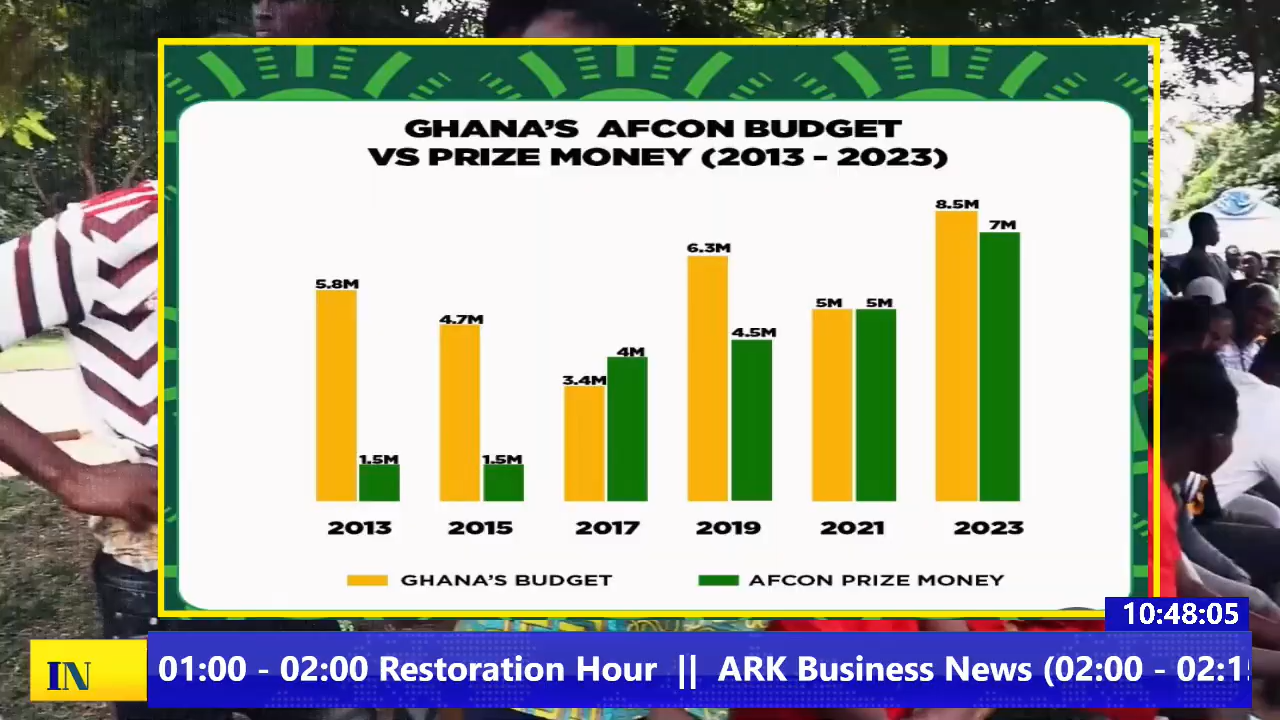 GHANA'S AFCON BUDGET
VS PRIZE MONEY (2013 - 2023)
5.8M
1.5M
4.7M
1.5M
3.4M
4M
6.3M
4.5M
5M
5M
8.5M
7M
2013 2015 2017 2019 2021 2023
GHANA'S BUDGET AFCON PRIZE MONEY
10:48:05
IN 01:00 - 02:00 Restoration Hour || ARK Business News (02:00 - 02:1